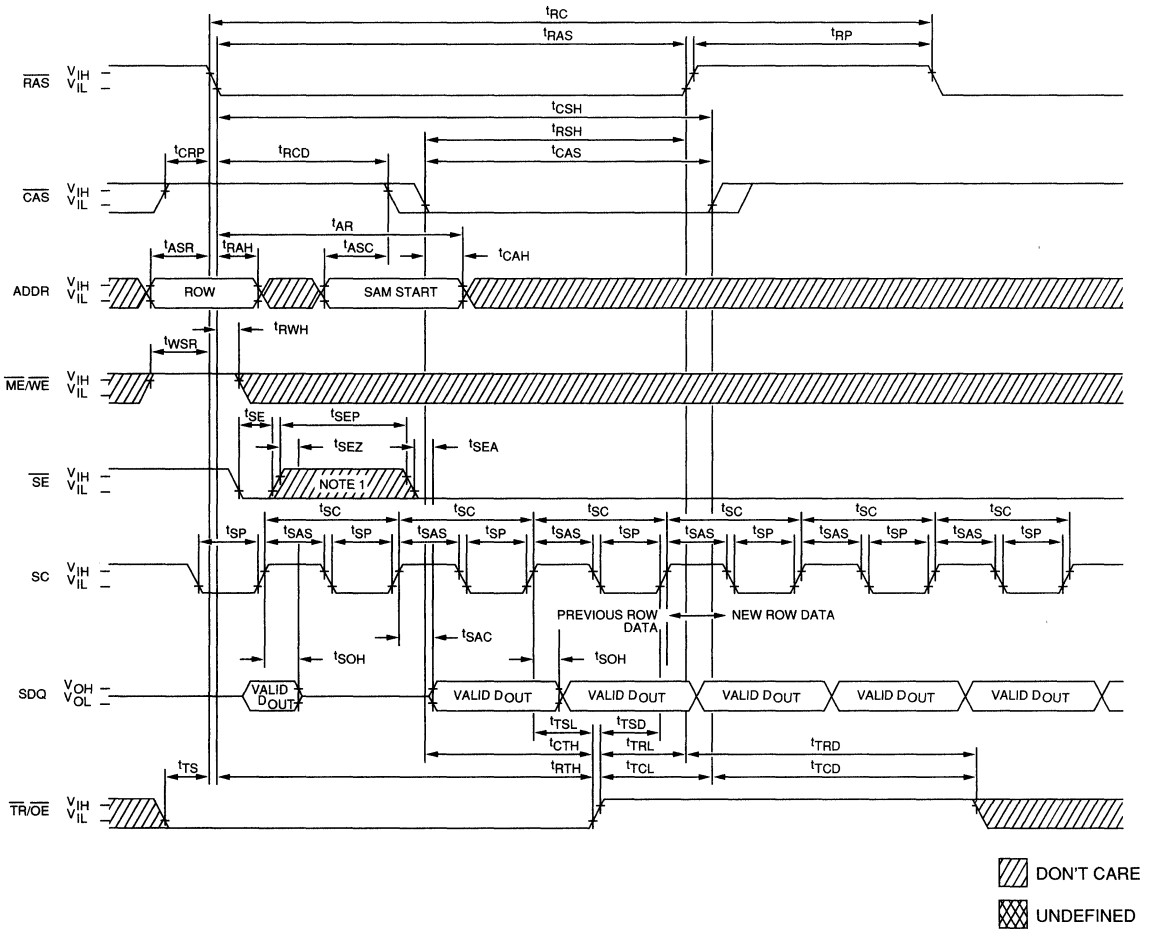 tRC
tRAS tRP
RAS VIH VIL
tCSH
tRSH
tCRP tRCD tCAS
CAS VIH VIL
tAR
tASR tRAH tASC tCAH
ADDR VIH VIL ROW SAM START
tRWH
tWSR
ME/WE VIH VIL
tSE tSEP
tSEZ tSEA
SE VIH VIL NOTE 1
tSC tSC tSC tSC tSC tSC
tSP tSAS tSP tSAS tSP tSAS tSP tSAS tSP tSAS tSP tSAS tSP
SC VIH VIL
PREVIOUS ROW DATA NEW ROW DATA
tSAC
tSOH tSOH
SDQ VOH VOL VALID DOUT VALID DOUT VALID DOUT VALID DOUT VALID DOUT VALID DOUT
tTSL tTSD
tCTH tTRL tTRD
tTS tRTH tTCL tTCD
TR/OE VIH VIL
DON'T CARE
UNDEFINED